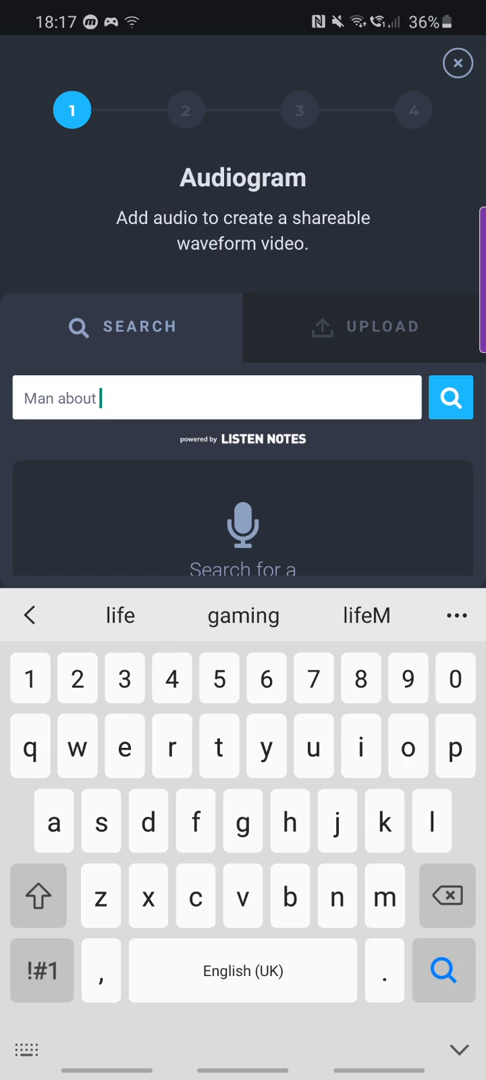 18:17 36%
1 2 3 4
Audiogram
Add audio to create a shareable
waveform video.
SEARCH UPLOAD
Man about
powered by LISTEN NOTES
Search for a
life gaming lifeM
1 2 3 4 5 6 7 8 9 0
q w e r t y u i o p
a s d f g h j k l
z x c v b n m
!#1 , English (UK) .